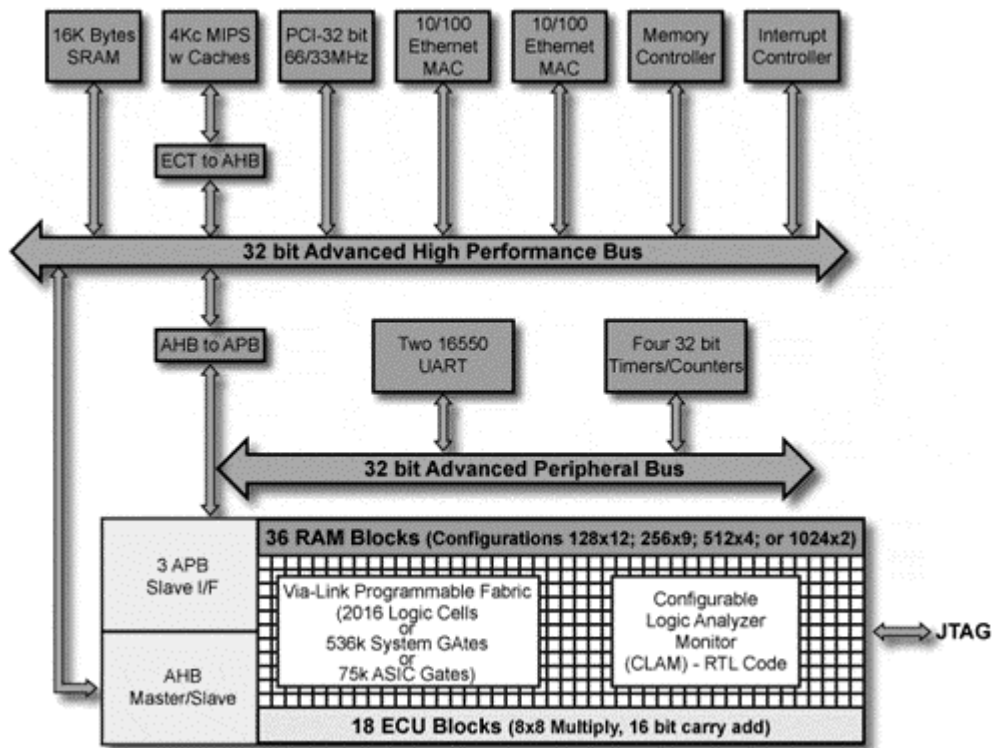 16K Bytes
SRAM
4Kc MIPS
w Caches
PCI-32 bit
66/33MHz
10/100
Ethernet
MAC
10/100
Ethernet
MAC
Memory
Controller
Interrupt
Controller
ECT to AHB
32 bit Advanced High Performance Bus
AHB to APB
Two 16550
UART
Four 32 bit
Timers/Counters
32 bit Advanced Peripheral Bus
3 APB
Slave I/F
AHB
Master/Slave
36 RAM Blocks (Configurations 128x12; 256x9; 512x4; or 1024x2)
Via-Link Programmable Fabric
(2016 Logic Cells
or
536k System GAtes
or
75k ASIC Gates)
Configurable
Logic Analyzer
Monitor
(CLAM) - RTL Code
JTAG
18 ECU Blocks (8x8 Multiply, 16 bit carry add)